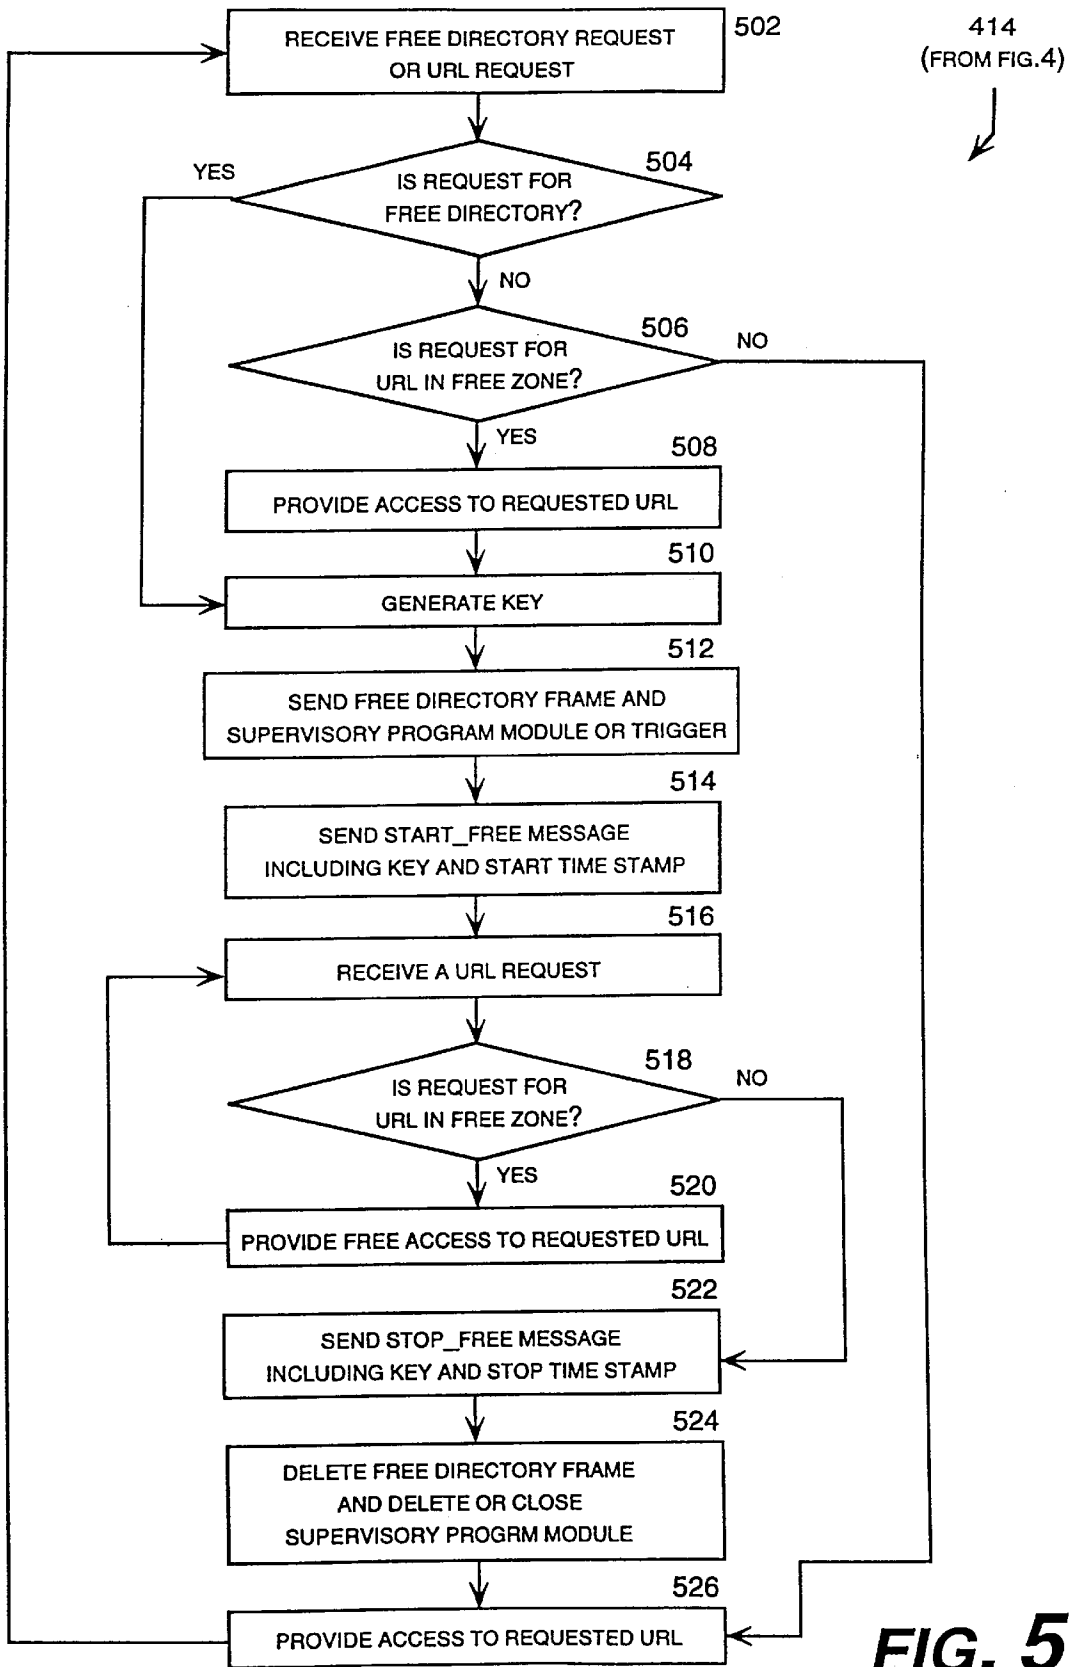 502
RECEIVE FREE DIRECTORY REQUEST
OR URL REQUEST
414
(FROM FIG.4)
504
YES
IS REQUEST FOR
FREE DIRECTORY?
NO
506
NO
IS REQUEST FOR
URL IN FREE ZONE?
YES
508
PROVIDE ACCESS TO REQUESTED URL
510
GENERATE KEY
512
SEND FREE DIRECTORY FRAME AND
SUPERVISORY PROGRAM MODULE OR TRIGGER
514
SEND START_FREE MESSAGE
INCLUDING KEY AND START TIME STAMP
516
RECEIVE A URL REQUEST
518
NO
IS REQUEST FOR
URL IN FREE ZONE?
YES
520
PROVIDE FREE ACCESS TO REQUESTED URL
522
SEND STOP_FREE MESSAGE
INCLUDING KEY AND STOP TIME STAMP
524
DELETE FREE DIRECTORY FRAME
AND DELETE OR CLOSE
SUPERVISORY PROGRM MODULE
526
PROVIDE ACCESS TO REQUESTED URL
FIG. 5